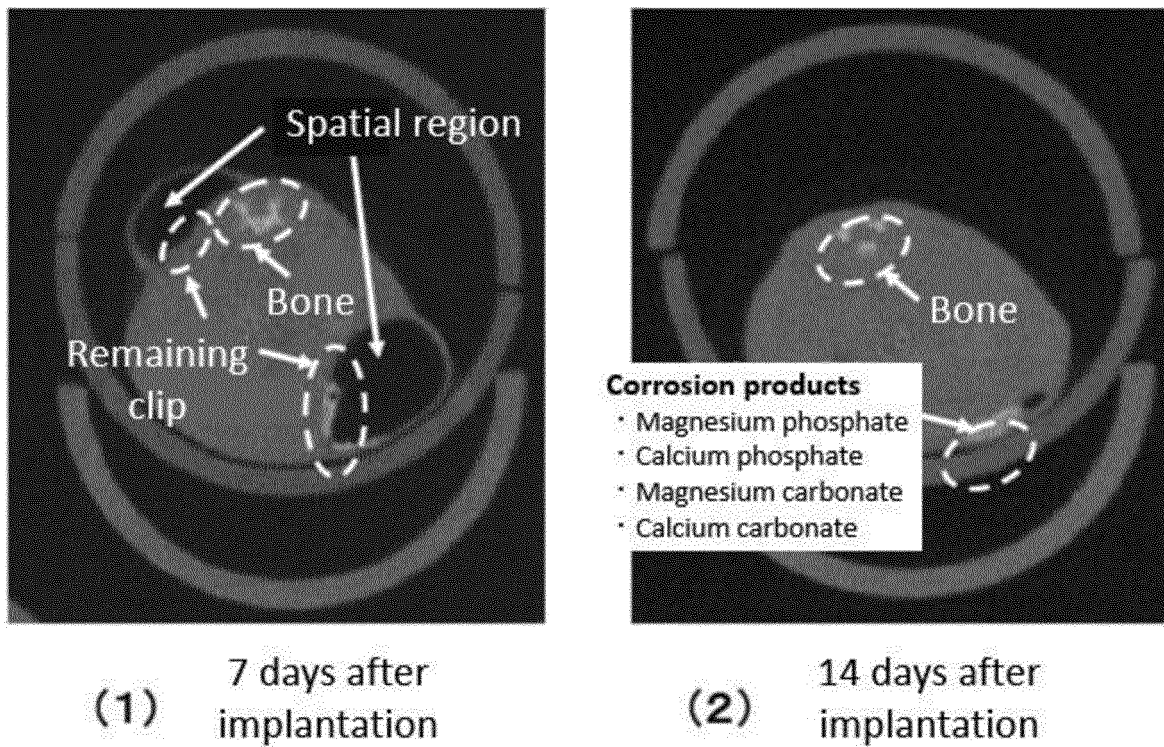 Spatial region
Bone
Remaining
clip
(1)
7 days after
implantation
Bone
Corrosion products
・Magnesium phosphate
・Calcium phosphate
・Magnesium carbonate
・Calcium carbonate
(2)
14 days after
implantation